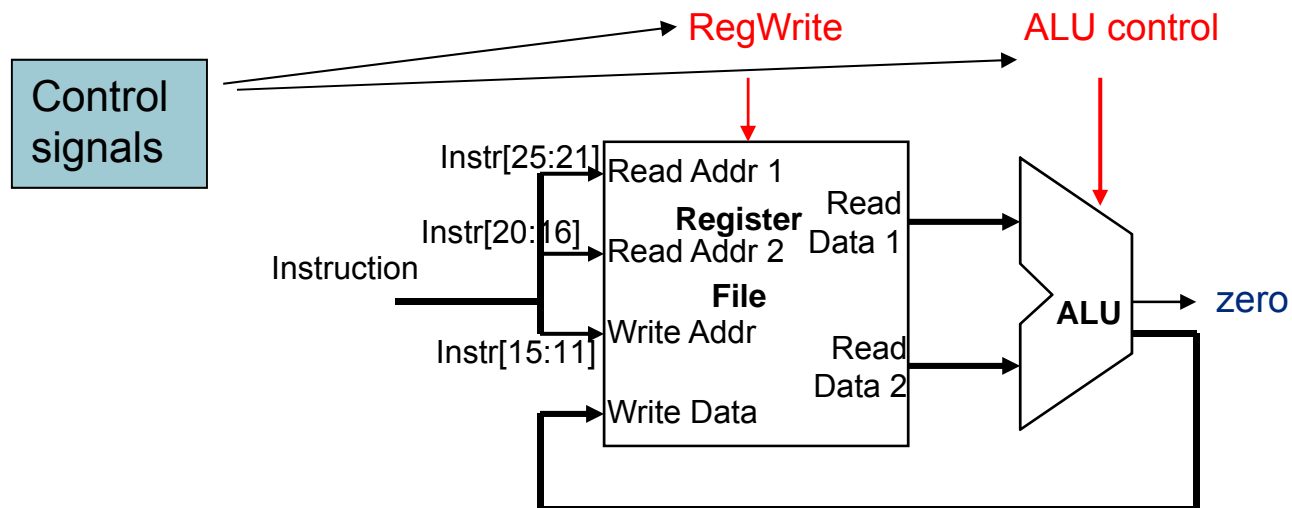 RegWrite
ALU control
Control
signals
Instr[25:21]
Read Addr 1
Instr[20:16]
Register
Read
Data 1
Read Addr 2
Instruction
File
Write Addr
Instr[15:11]
Read
Data 2
Write Data
ALU
zero